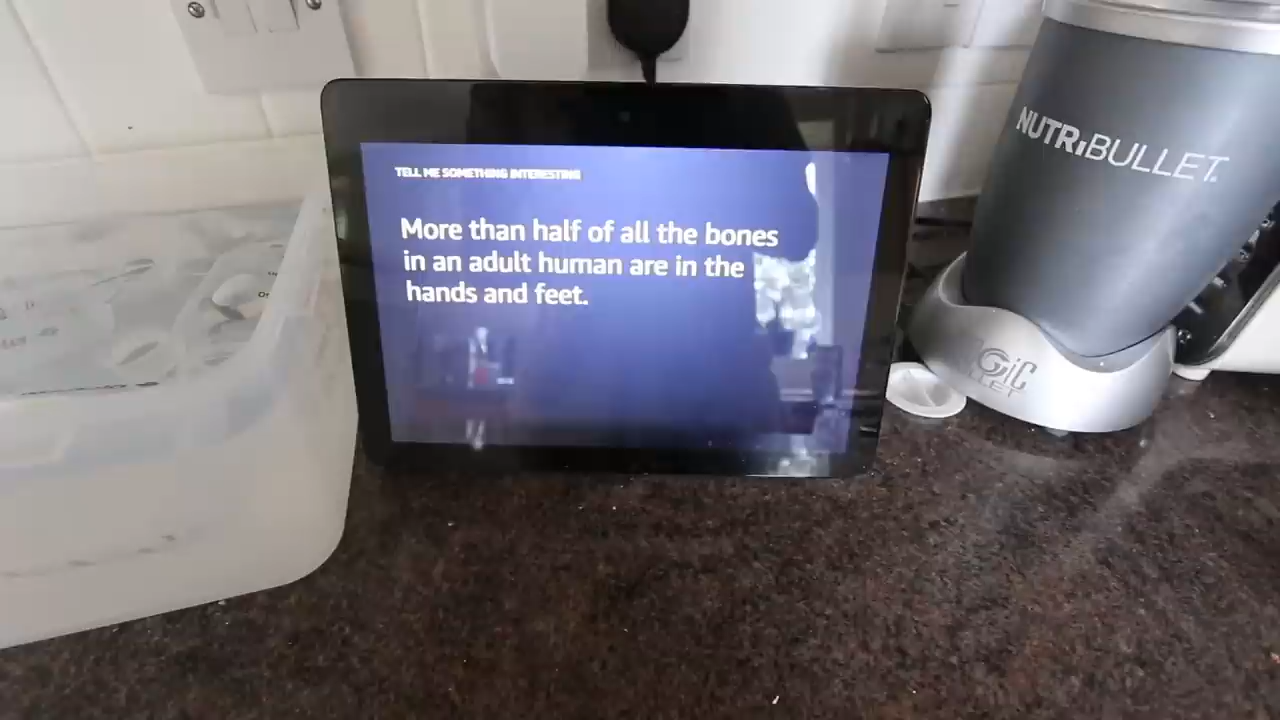 TELL ME SOMETHING INTERESTING
More than half of all the bones
in an adult human are in the
hands and feet.
NUTRiBULLET